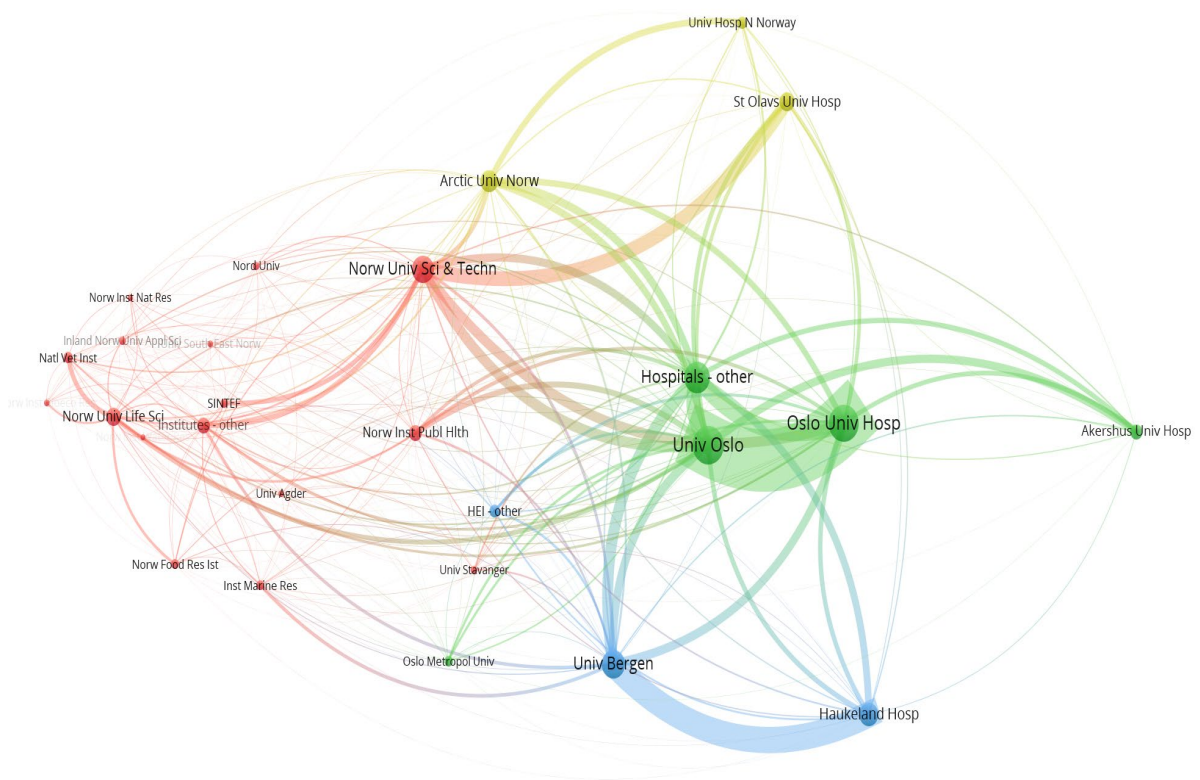 Univ Hosp N Norway
St Olavs Univ Hosp
Arctic Univ Norw
Nord Univ
Norw Univ Sci & Techn
Norw Inst Nat Res
Inland Norw Univ Appl Sci
South East Norw
Natl Vet Inst
Hospitals - other
SINTEF
Norw Univ Life Sci
Institutes - other
Norw Inst Publ Hlth
Oslo Univ Hosp
Akershus Univ Hosp
Univ Oslo
Univ Agder
HEI - other
Norw Food Res Ist
Univ Stavanger
Inst Marine Res
Oslo Metropol Univ
Univ Bergen
Haukeland Hosp